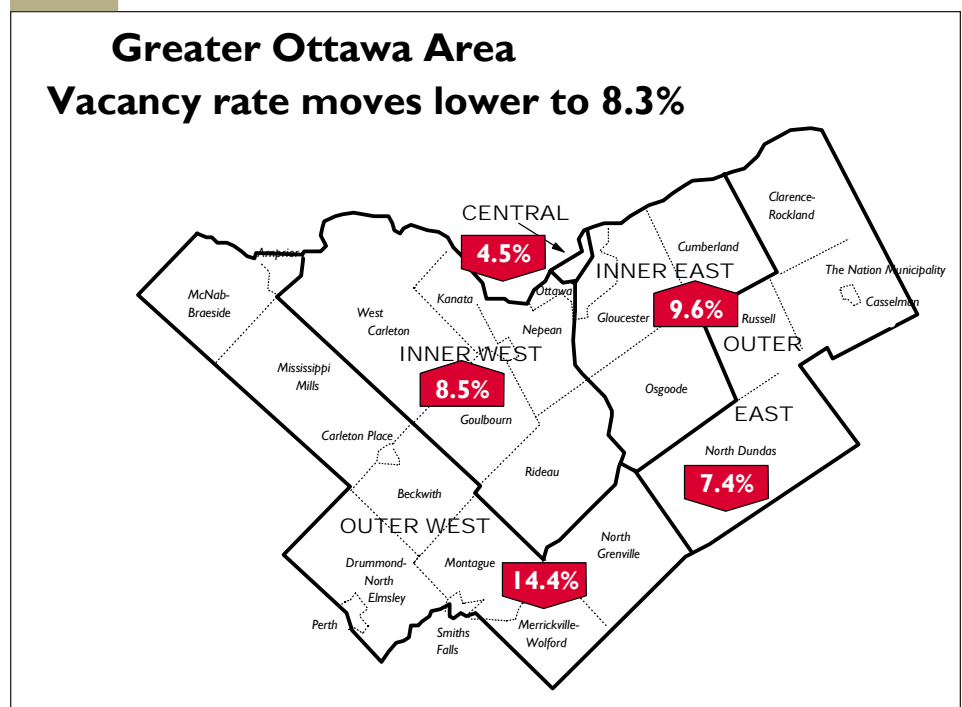 Greater Ottawa Area
Vacancy rate moves lower to 8.3%
Clarence-
Rockland
CENTRAL
4.5%
Cumberland
Arnprior
INNER EAST
The Nation Municipality
McNab-
Braeside
Kanata
Ottawa
Casselman
West
Carleton
Nepean
Gloucester
9.6%
Russell
INNER WEST
OUTER
Mississippi
Mills
8.5%
Osgoode
Goulbourn
EAST
Carleton Place
North Dundas
Rideau
7.4%
Beckwith
OUTER WEST
North
Grenville
Drummond-
North
Elmsley
Montague
14.4%
Perth
Smiths
Falls
Merrickville-
Wolford